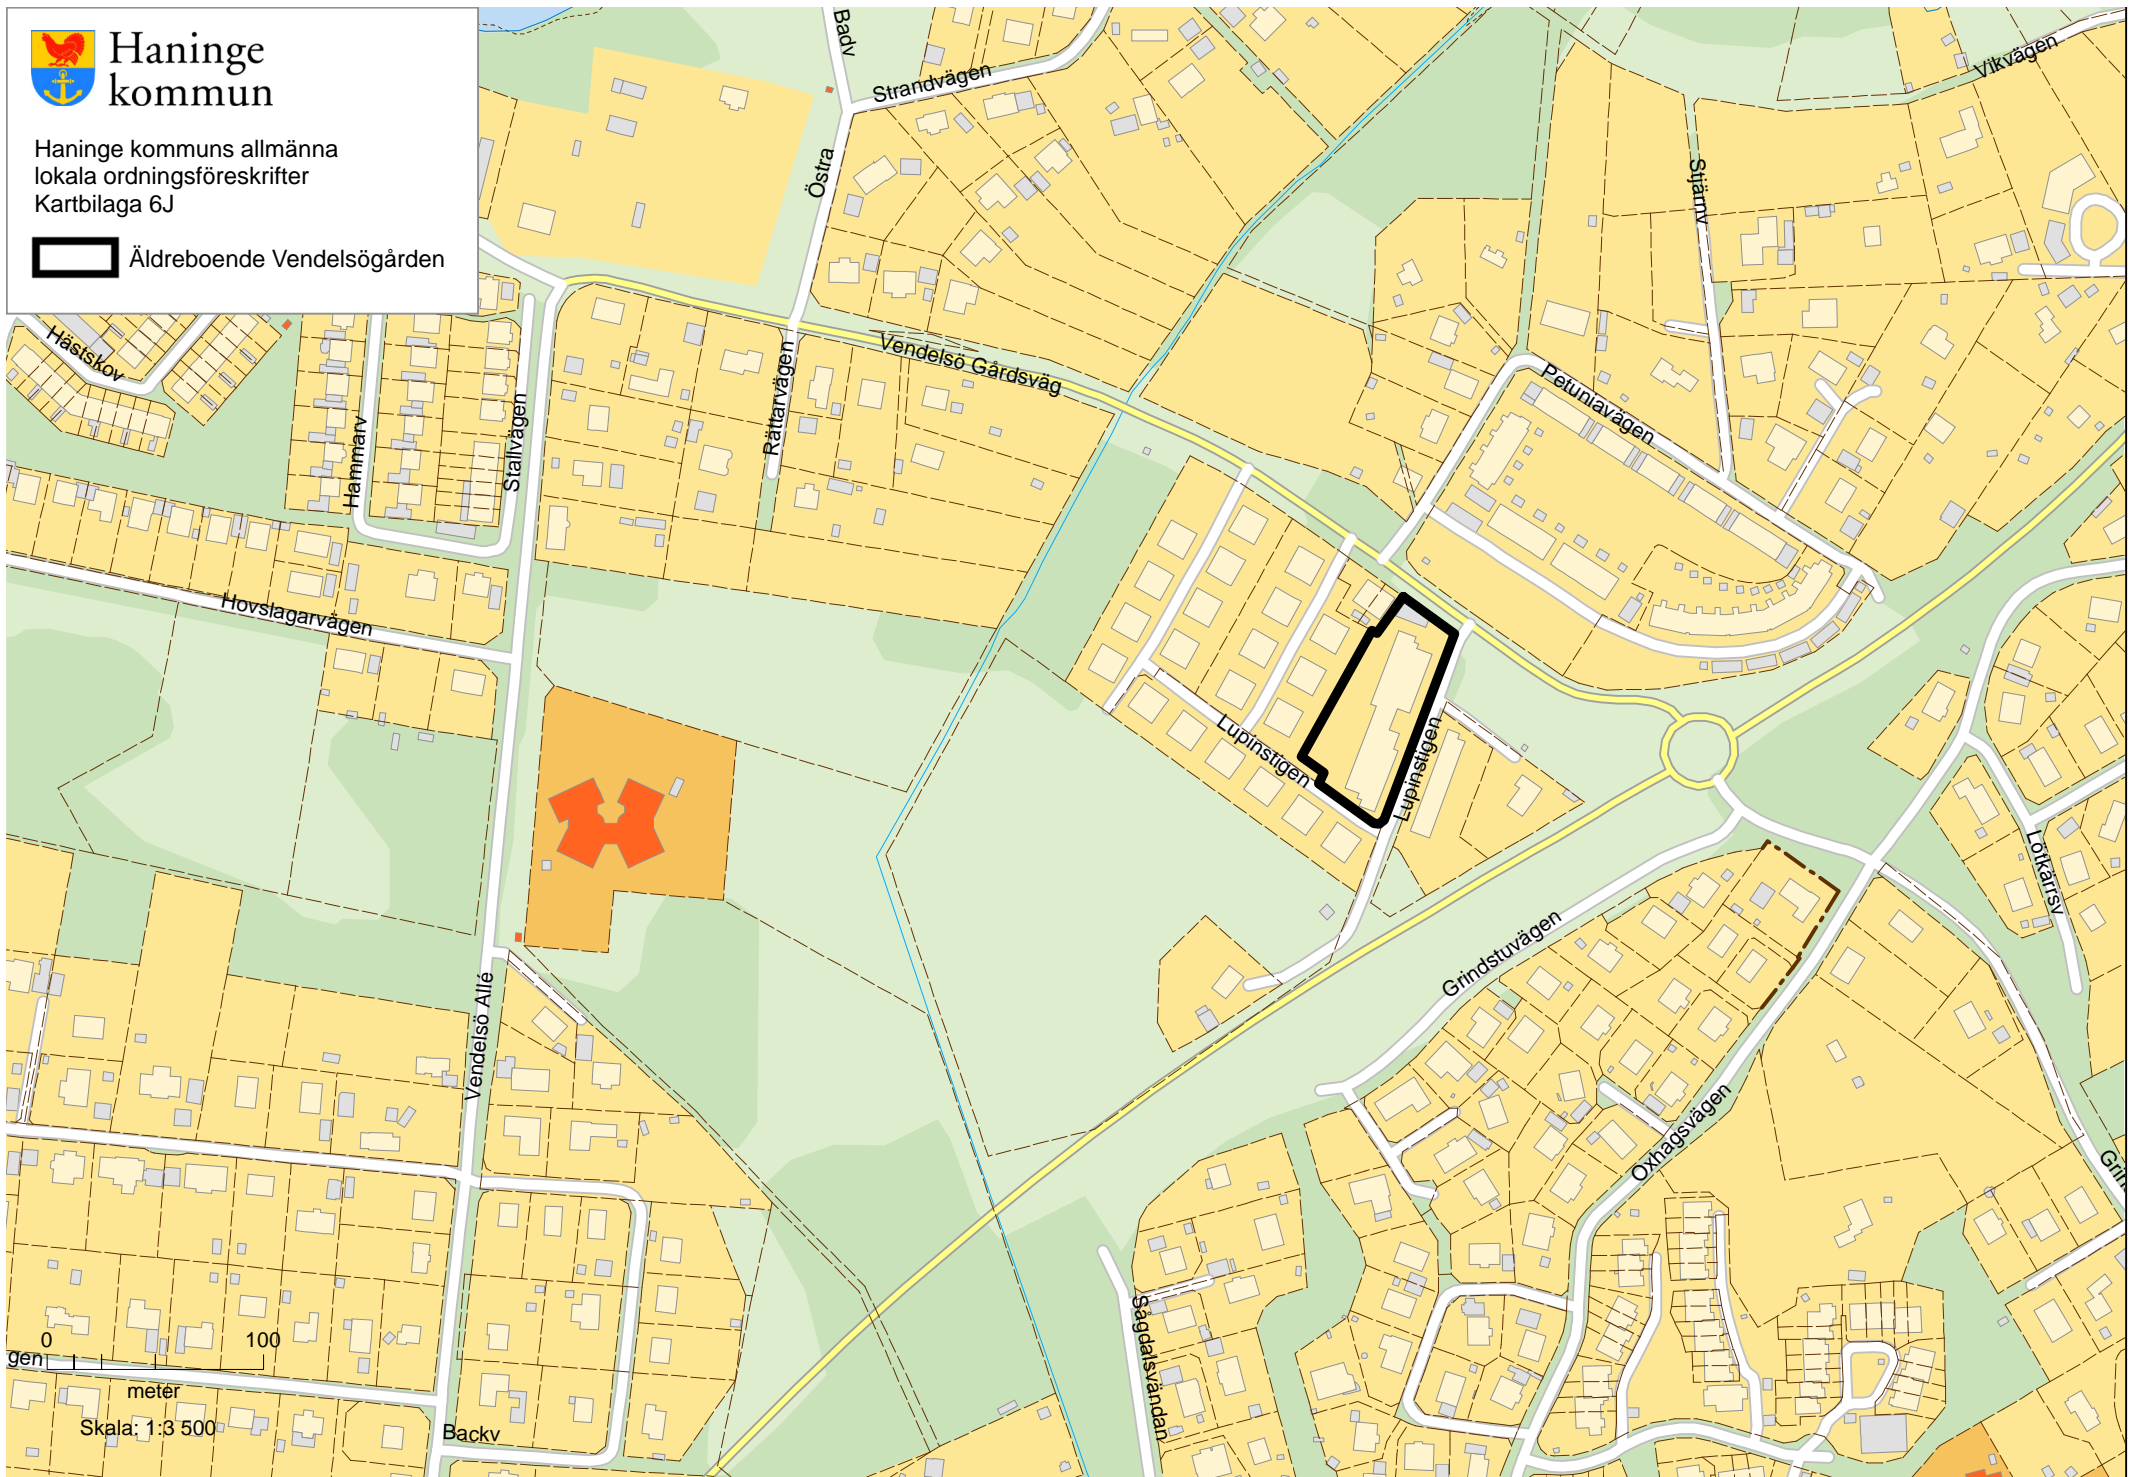 Haninge
kommun
Haninge kommuns allmänna
lokala ordningsföreskrifter
Kartbilaga 6J
Äldreboende Vendelsögården
Badv
Strandvägen
Vikvägen
Östra
Stjärnv
Hästskov
Vendelsö Gårdsväg
Rättarvägen
Petuniavägen
Stallvägen
Hammarv
Hovslagarvägen
Lupinstigen
Lupinstigen
Lötkärrsv
Grindstuvägen
Vendelsö Allé
Oxhagsvägen
Grin
Sågdalsvändan
0 100
gen
meter
Skala: 1:3 500
Backv